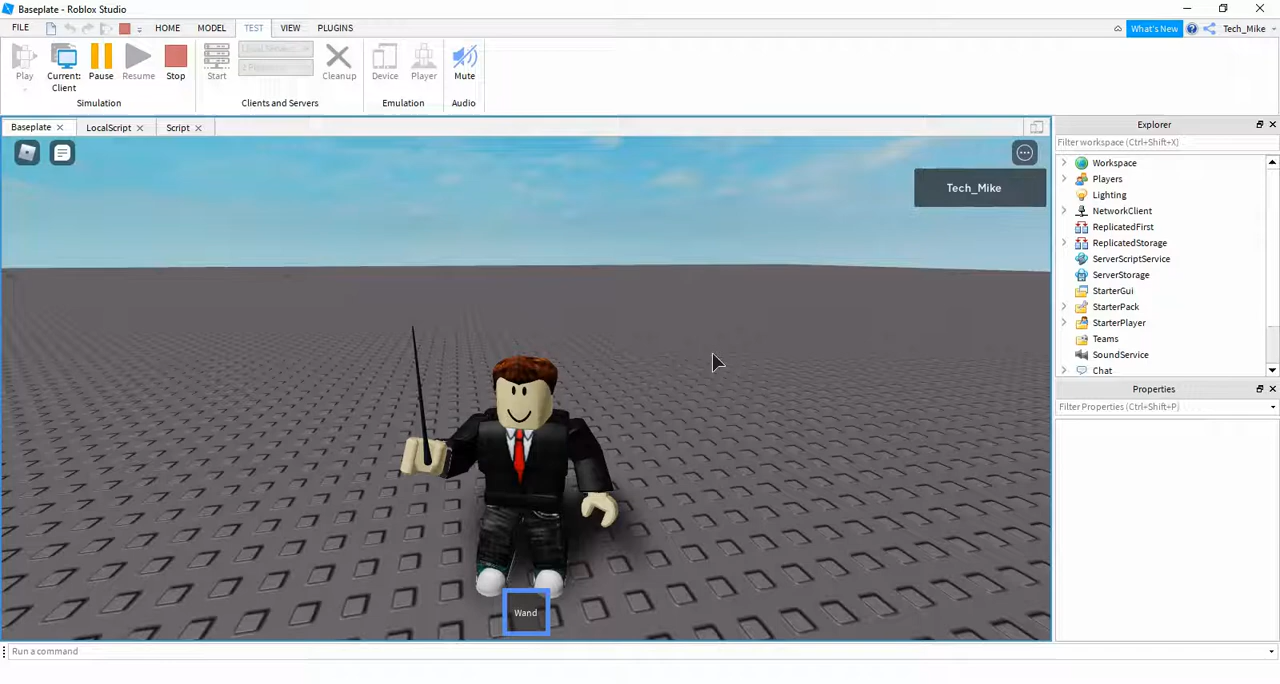 Baseplate - Roblox Studio
FILE HOME MODEL TEST VIEW PLUGINS What's New Tech_Mike
Play Current: Client Pause Resume Stop Start Cleanup Device Player Mute
Simulation Clients and Servers Emulation Audio
Baseplate LocalScript Script
Tech_Mike
Wand
Explorer
Filter workspace (Ctrl+Shift+X)
Workspace
Players
Lighting
NetworkClient
ReplicatedFirst
ReplicatedStorage
ServerScriptService
ServerStorage
StarterGui
StarterPack
StarterPlayer
Teams
SoundService
Chat
Properties
Filter Properties (Ctrl+Shift+P)
Run a command